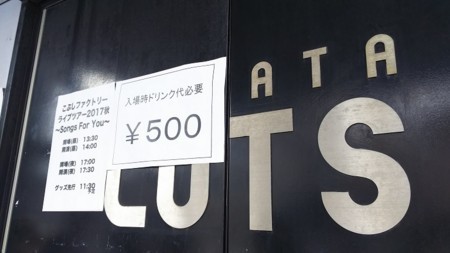 こぶしファクトリー
ライブツアー2017秋
~Songs For You~
開場(昼) 13:30
開演(昼) 14:00
開場(夜) 17:00
開演(夜) 17:30
グッズ先行 11:30
入場時ドリンク代必要
¥500
ATA
LOTS